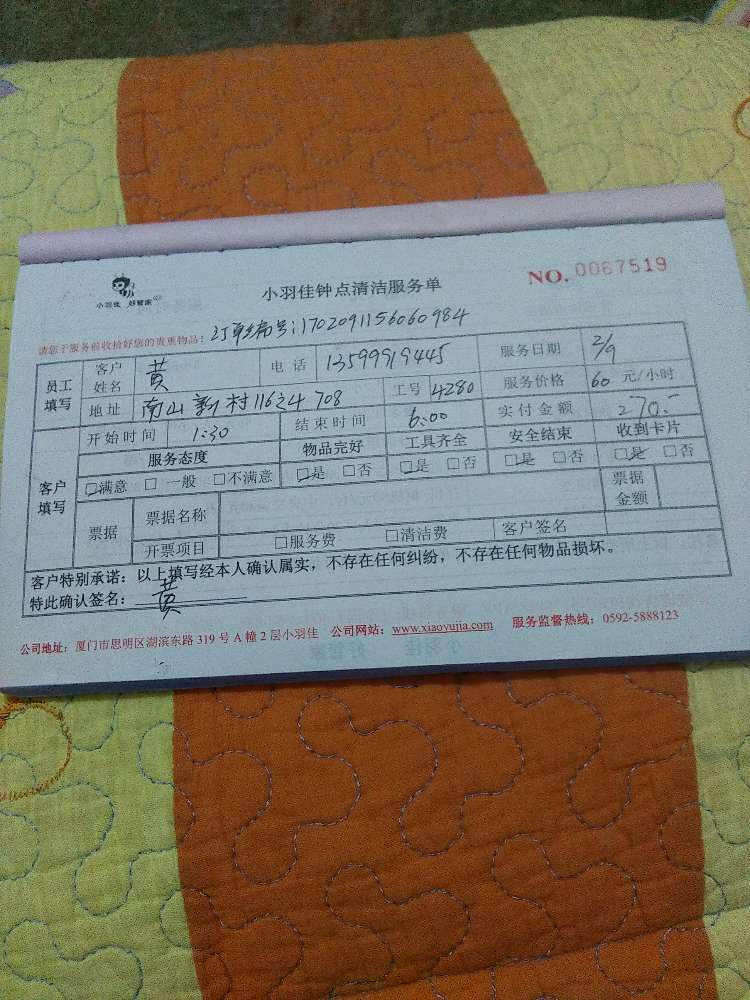 小羽佳 好管家
小羽佳钟点清洁服务单
NO. 0067519
请您于服务前收拾好您的贵重物品: 订单编号:1702091156060984
员工填写 客户姓名 黄 电话 13599919445 服务日期 2/9
地址 南山新村116之4 708 工号 4280 服务价格 60 元/小时
客户填写 开始时间 1:30 结束时间 6:00 实付金额 270.-
服务态度 物品完好 工具齐全 安全结束 收到卡片
☑满意 □ 一般 □不满意 ☑是 □否 ☑是 □否 ☑是 □否 ☑是 □否
票据 票据名称 票据金额
开票项目 □服务费 □清洁费 客户签名
客户特别承诺:以上填写经本人确认属实,不存在任何纠纷,不存在任何物品损坏。
特此确认签名: 黄
公司地址:厦门市思明区湖滨东路 319 号 A 幢 2 层小羽佳 公司网站:www.xiaoyujia.com 服务监督热线:0592-5888123